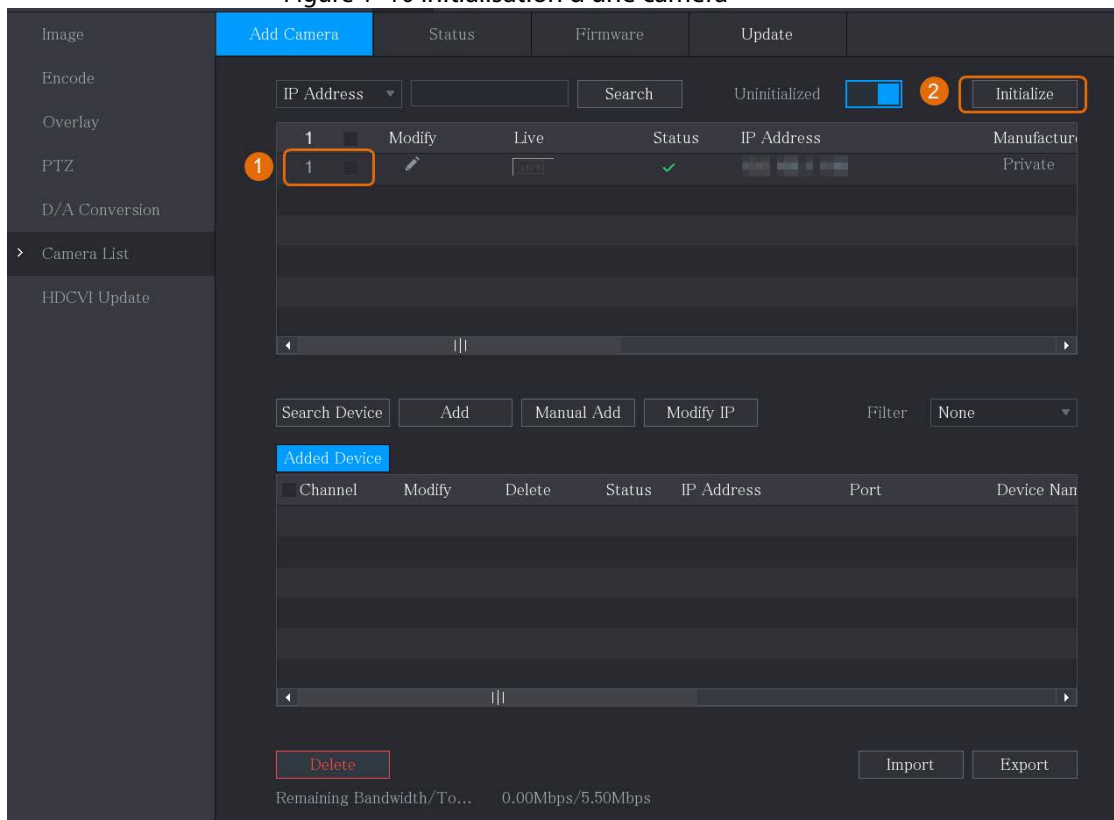 Image
Add Camera Status Firmware Update
Encode
IP Address Search Uninitialized 2 Initialize
Overlay
1 Modify Live Status IP Address Manufacture
PTZ
1 1 Private
D/A Conversion
> Camera List
HDCVI Update
Search Device Add Manual Add Modify IP Filter None
Added Device
Channel Modify Delete Status IP Address Port Device Nam
Delete Import Export
Remaining Bandwidth/To... 0.00Mbps/5.50Mbps